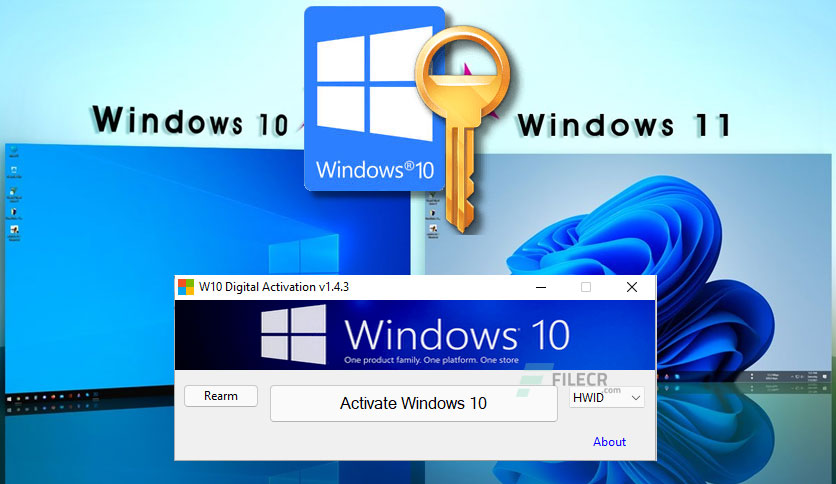 Windows 10
Windows 11
Windows®10
W10 Digital Activation v1.4.3
Windows 10
One product family. One platform. One store
FILECR
.com
Rearm
Activate Windows 10
HWID
About